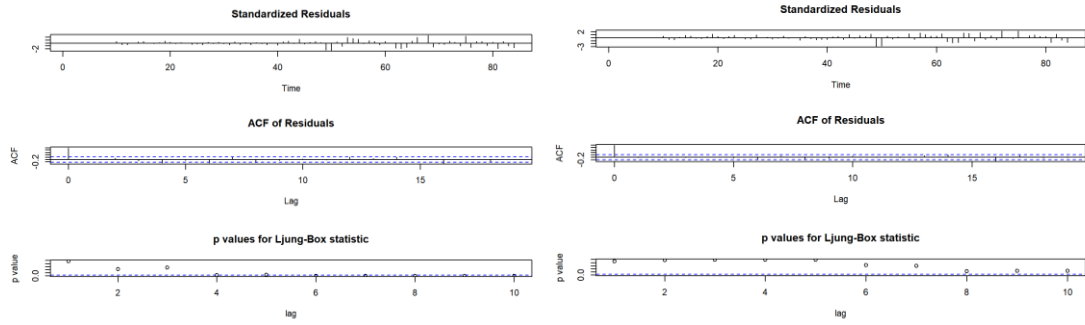 Standardized Residuals
-2
0 20 40 60 80
Time
ACF of Residuals
ACF
-0.2
0 5 10 15
Lag
p values for Ljung-Box statistic
p value
0.0
2 4 6 8 10
lag
Standardized Residuals
-3 2
0 20 40 60 80
Time
ACF of Residuals
ACF
-0.2
0 5 10 15
Lag
p values for Ljung-Box statistic
p value
0.0
2 4 6 8 10
lag